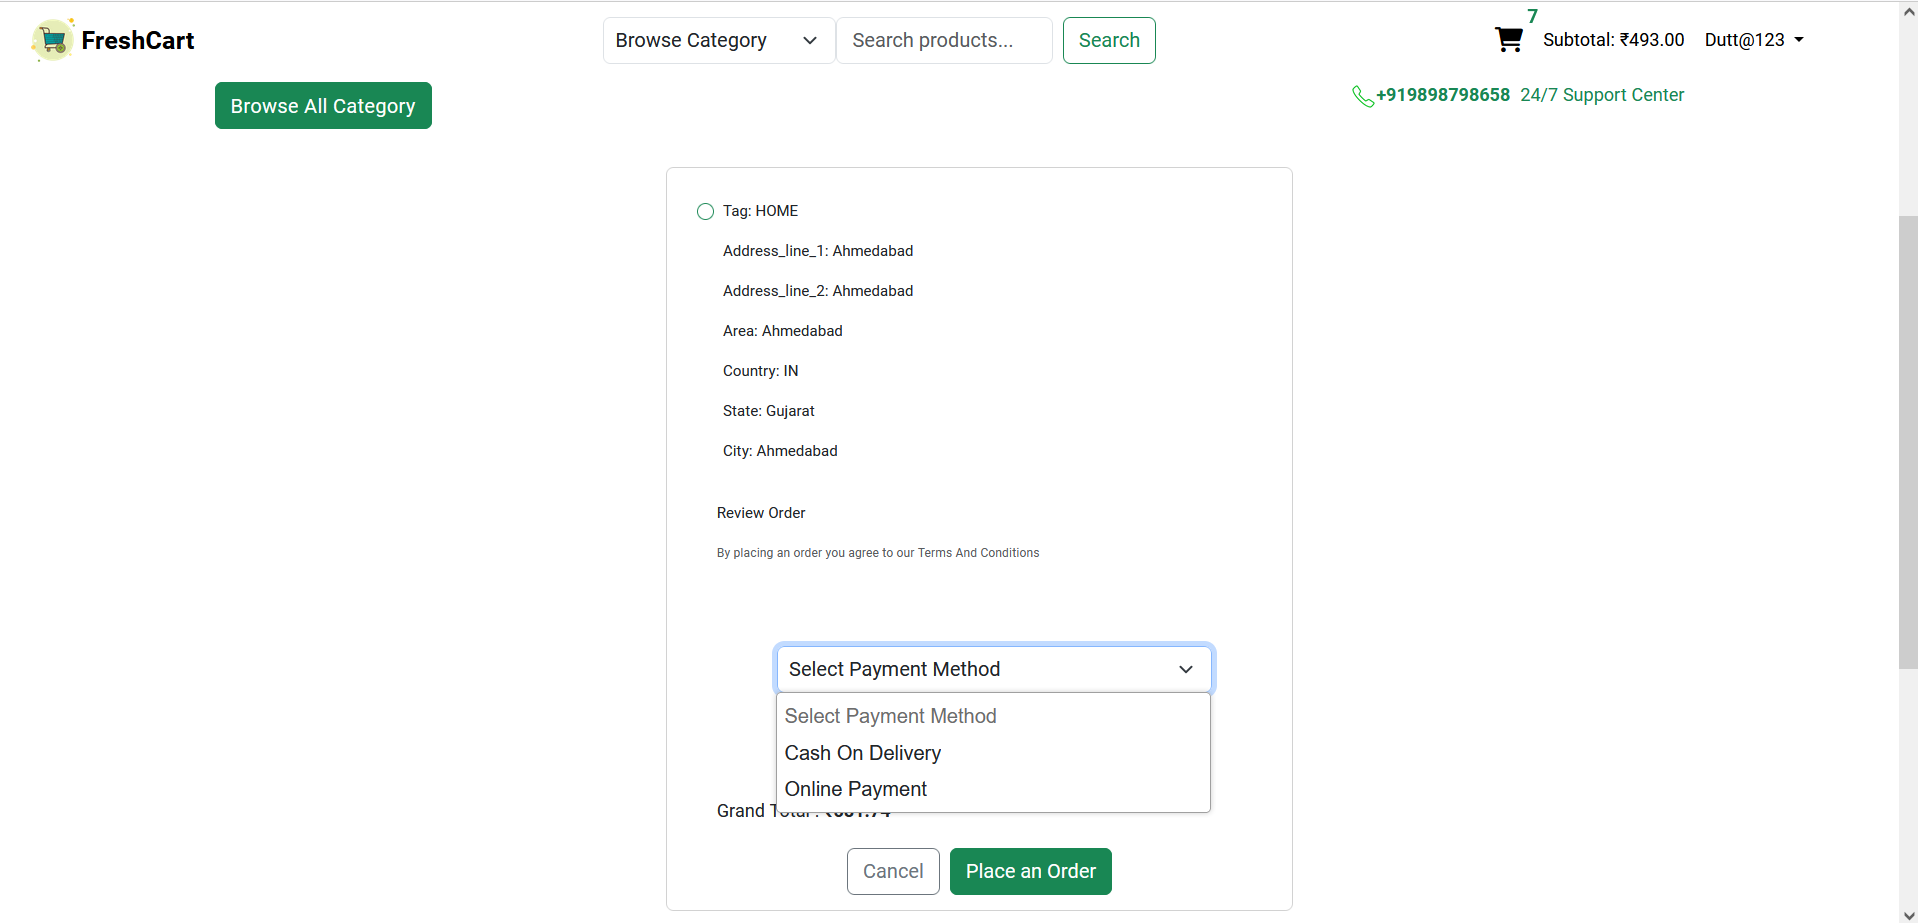 FreshCart
Browse Category
Search products...
Search
7
Subtotal: ₹493.00
Dutt@123
Browse All Category
+919898798658 24/7 Support Center
Tag: HOME
Address_line_1: Ahmedabad
Address_line_2: Ahmedabad
Area: Ahmedabad
Country: IN
State: Gujarat
City: Ahmedabad
Review Order
By placing an order you agree to our Terms And Conditions
Select Payment Method
Select Payment Method
Cash On Delivery
Online Payment
Grand Total :
Cancel
Place an Order